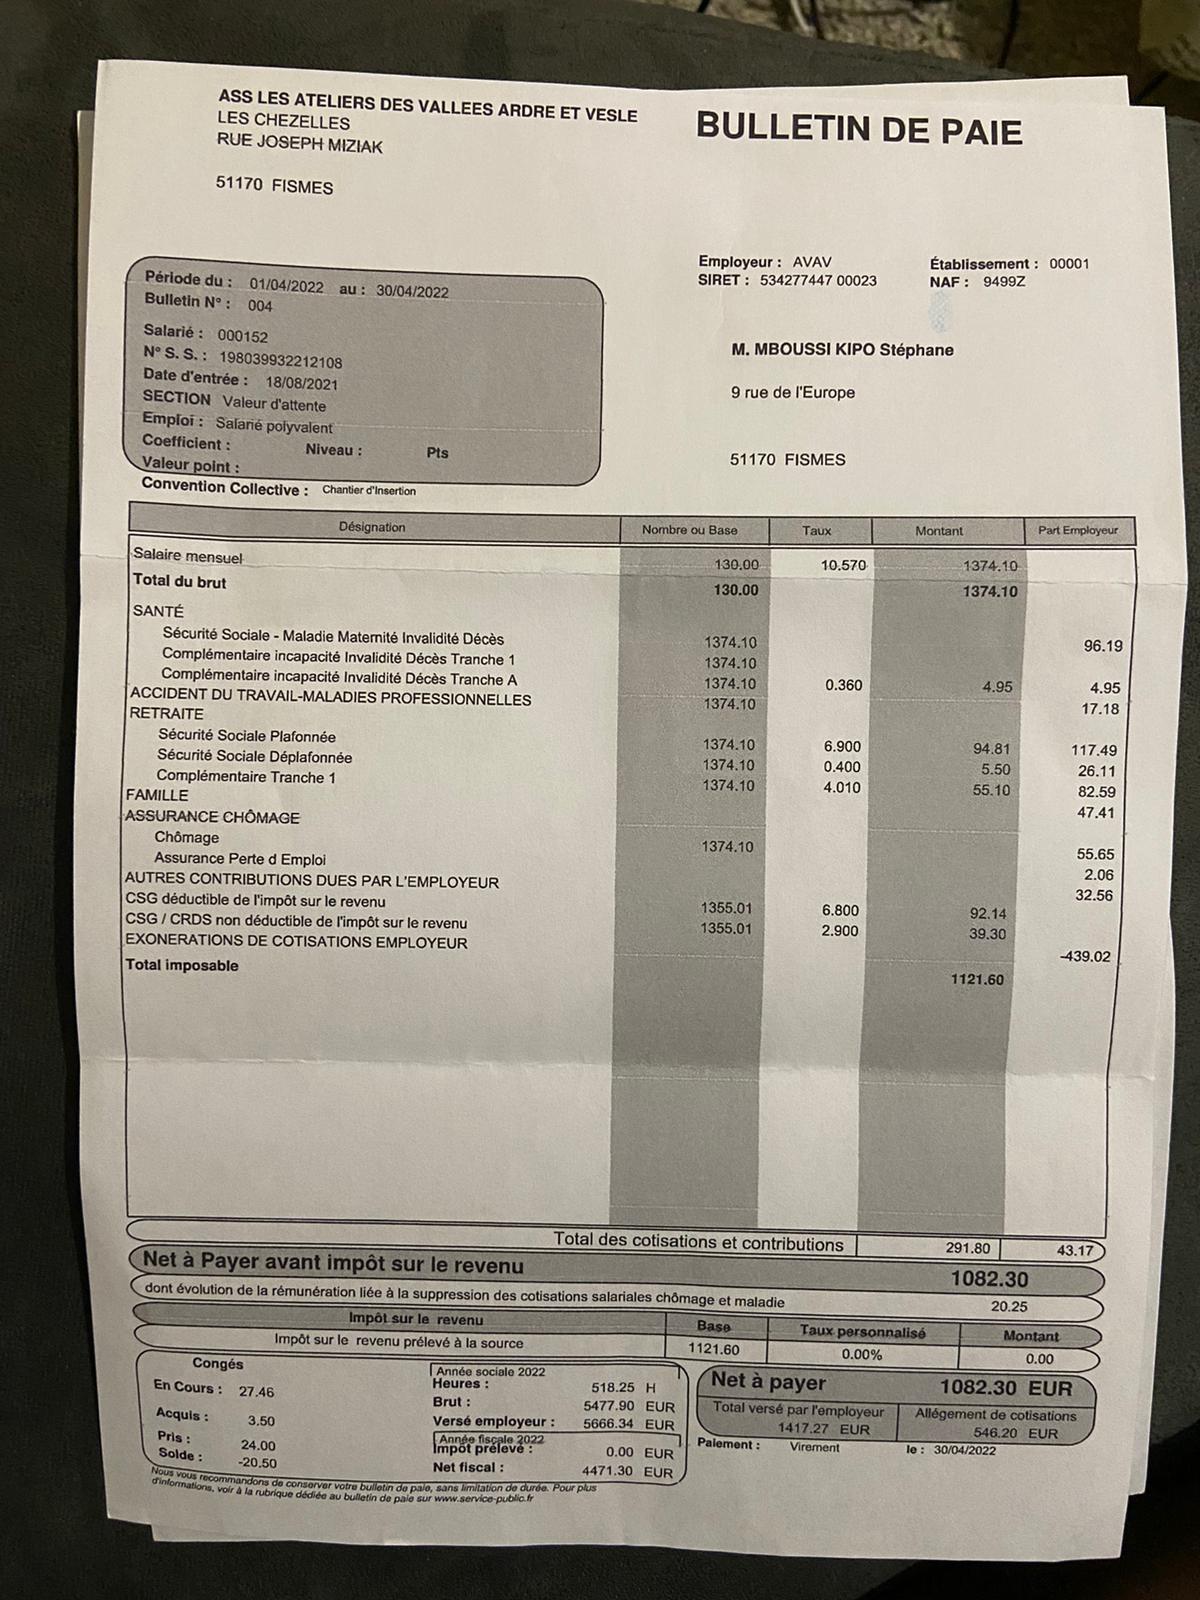 ASS LES ATELIERS DES VALLEES ARDRE ET VESLE
LES CHEZELLES
RUE JOSEPH MIZIAK
51170 FISMES
BULLETIN DE PAIE
Employeur : AVAV Établissement : 00001
SIRET : 534277447 00023 NAF : 9499Z
Période du : 01/04/2022 au : 30/04/2022
Bulletin N° : 004
Salarié : 000152
N° S. S. : 198039932212108
Date d'entrée : 18/08/2021
SECTION Valeur d'attente
Emploi : Salarié polyvalent
Coefficient : Niveau : Pts
Valeur point :
Convention Collective : Chantier d'Insertion
M. MBOUSSI KIPO Stéphane
9 rue de l'Europe
51170 FISMES
Désignation Nombre ou Base Taux Montant Part Employeur
Salaire mensuel 130.00 10.570 1374.10
Total du brut 130.00 1374.10
SANTÉ
Sécurité Sociale - Maladie Maternité Invalidité Décès 1374.10 96.19
Complémentaire incapacité Invalidité Décès Tranche 1 1374.10
Complémentaire incapacité Invalidité Décès Tranche A 1374.10 0.360 4.95 4.95
ACCIDENT DU TRAVAIL-MALADIES PROFESSIONNELLES 1374.10 17.18
RETRAITE
Sécurité Sociale Plafonnée 1374.10 6.900 94.81 117.49
Sécurité Sociale Déplafonnée 1374.10 0.400 5.50 26.11
Complémentaire Tranche 1 1374.10 4.010 55.10 82.59
FAMILLE 47.41
ASSURANCE CHÔMAGE
Chômage 1374.10 55.65
Assurance Perte d Emploi 2.06
AUTRES CONTRIBUTIONS DUES PAR L'EMPLOYEUR 32.56
CSG déductible de l'impôt sur le revenu 1355.01 6.800 92.14
CSG / CRDS non déductible de l'impôt sur le revenu 1355.01 2.900 39.30
EXONERATIONS DE COTISATIONS EMPLOYEUR -439.02
Total imposable 1121.60
Total des cotisations et contributions 291.80 43.17
Net à Payer avant impôt sur le revenu 1082.30
dont évolution de la rémunération liée à la suppression des cotisations salariales chômage et maladie 20.25
Impôt sur le revenu Base Taux personnalisé Montant
Impôt sur le revenu prélevé à la source 1121.60 0.00% 0.00
Congés
En Cours : 27.46
Acquis : 3.50
Pris : 24.00
Solde : -20.50
Année sociale 2022
Heures : 518.25 H
Brut : 5477.90 EUR
Versé employeur : 5666.34 EUR
Année fiscale 2022
Impôt prélevé : 0.00 EUR
Net fiscal : 4471.30 EUR
Net à payer 1082.30 EUR
Total versé par l'employeur Allégement de cotisations
1417.27 EUR 546.20 EUR
Paiement : Virement le : 30/04/2022
Nous vous recommandons de conserver votre bulletin de paie, sans limitation de durée. Pour plus
d'informations, voir à la rubrique dédiée au bulletin de paie sur www.service-public.fr